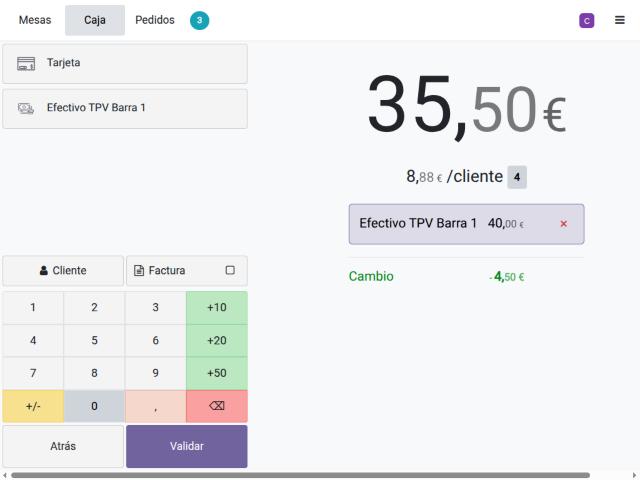 Mesas
Caja
Pedidos
3
C
Tarjeta
Efectivo TPV Barra 1
35,50 €
8,88 € /cliente 4
Efectivo TPV Barra 1 40,00 € ×
Cambio -4,50 €
Cliente
Factura
1 2 3 +10
4 5 6 +20
7 8 9 +50
+/- 0 ,
Atrás
Validar